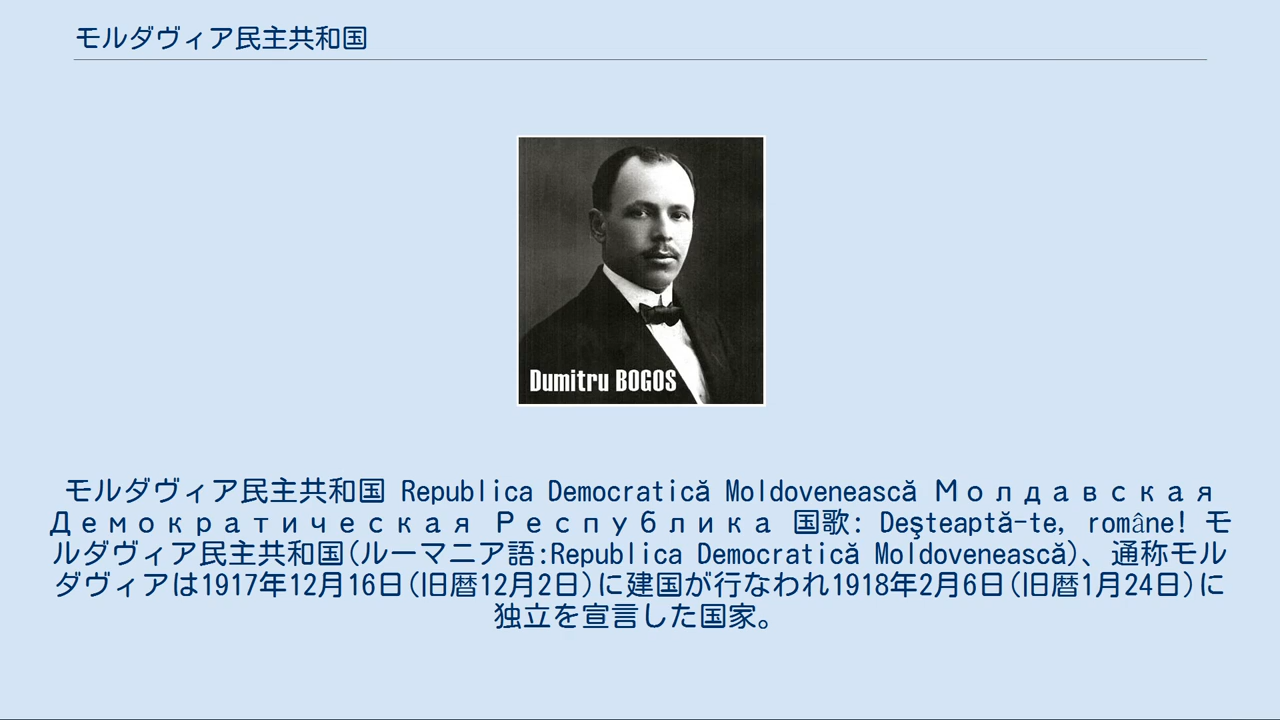 モルダヴィア民主共和国
Dumitru BOGOS
モルダヴィア民主共和国 Republica Democratică Moldovenească Молдавская
Демократическая Республика 国歌: Deşteaptă-te, române! モ
ルダヴィア民主共和国(ルーマニア語:Republica Democratică Moldovenească)、通称モル
ダヴィアは1917年12月16日(旧暦12月2日)に建国が行なわれ1918年2月6日(旧暦1月24日)に
独立を宣言した国家。